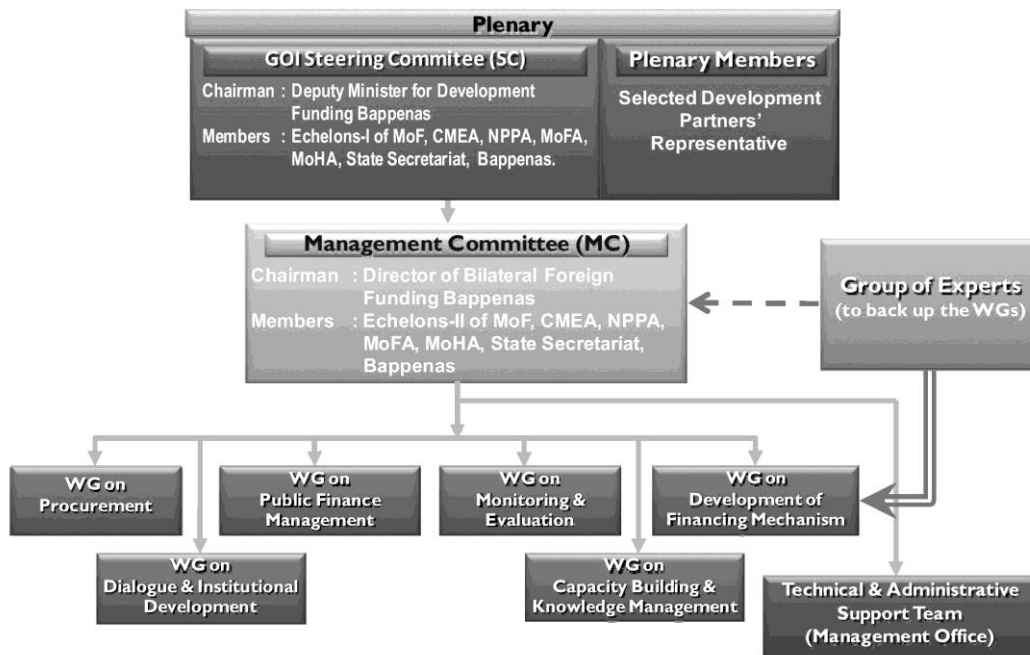 Plenary
GOI Steering Commitee (SC)
Chairman : Deputy Minister for Development
Funding Bappenas
Members : Echelons-I of MoF, CMEA, NPPA, MoFA,
MoHA, State Secretariat, Bappenas.
Plenary Members
Selected Development
Partners'
Representative
Management Committee (MC)
Chairman : Director of Bilateral Foreign
Funding Bappenas
Members : Echelons-II of MoF, CMEA, NPPA,
MoFA, MoHA, State Secretariat,
Bappenas
Group of Experts
(to back up the WGs)
WG on
Procurement
WG on
Public Finance
Management
WG on
Monitoring &
Evaluation
WG on
Development of
Financing Mechanism
WG on
Dialogue & Institutional
Development
WG on
Capacity Building &
Knowledge Management
Technical & Administrative
Support Team
(Management Office)